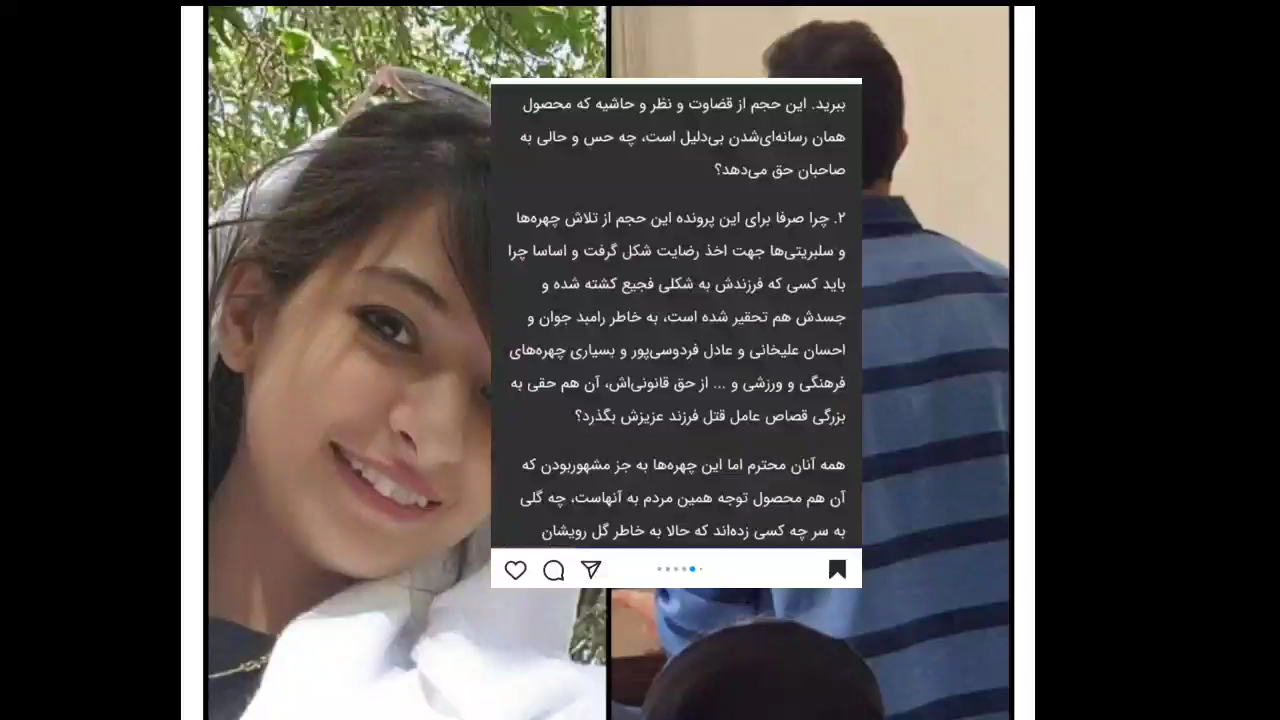 ببرید. این حجم از قضاوت و نظر و حاشیه که محصول
همان رسانه‌ای‌شدن بی‌دلیل است، چه حس و حالی به
صاحبان حق می‌دهد؟
۲. چرا صرفا برای این پرونده این حجم از تلاش چهره‌ها
و سلبریتی‌ها جهت اخذ رضایت شکل گرفت و اساسا چرا
باید کسی که فرزندش به شکلی فجیع کشته شده و
جسدش هم تحقیر شده است، به خاطر رامبد جوان و
احسان علیخانی و عادل فردوسی‌پور و بسیاری چهره‌های
فرهنگی و ورزشی و ... از حق قانونی‌اش، آن هم حقی به
بزرگی قصاص عامل قتل فرزند عزیزش بگذرد؟
همه آنان محترم اما این چهره‌ها به جز مشهوربودن که
آن هم محصول توجه همین مردم به آنهاست، چه گلی
به سر چه کسی زده‌اند که حالا به خاطر گل رویشان